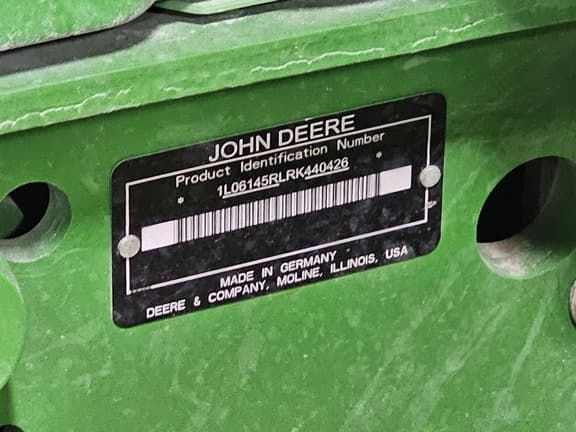 JOHN DEERE
Product Identification Number
* 1L06145RLRK440426 *
MADE IN GERMANY
DEERE & COMPANY, MOLINE, ILLINOIS, USA